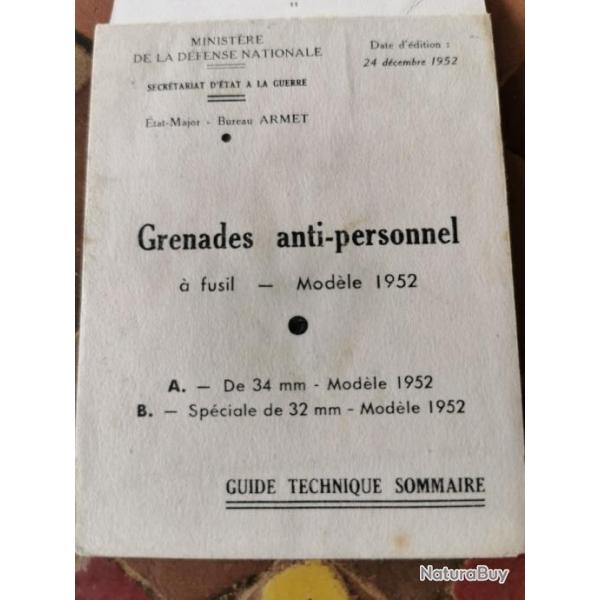 11
MINISTÈRE
DE LA DÉFENSE NATIONALE
SECRÉTARIAT D'ÉTAT A LA GUERRE
État-Major - Bureau ARMET
Date d'édition :
24 décembre 1952
Grenades anti-personnel
à fusil — Modèle 1952
A. — De 34 mm - Modèle 1952
B. — Spéciale de 32 mm - Modèle 1952
GUIDE TECHNIQUE SOMMAIRE
NaturaBuy